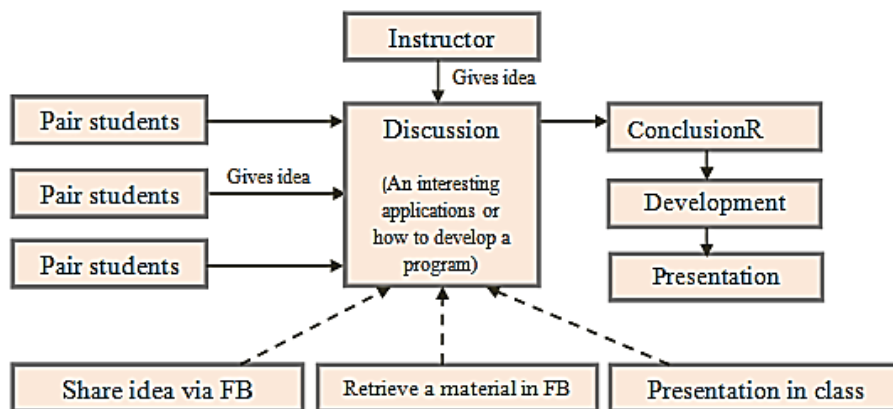 Instructor
Gives idea
Pair students
Discussion
ConclusionR
Pair students
Gives idea
(An interesting
applications or
how to develop a
program)
Development
Pair students
Presentation
Share idea via FB
Retrieve a material in FB
Presentation in class